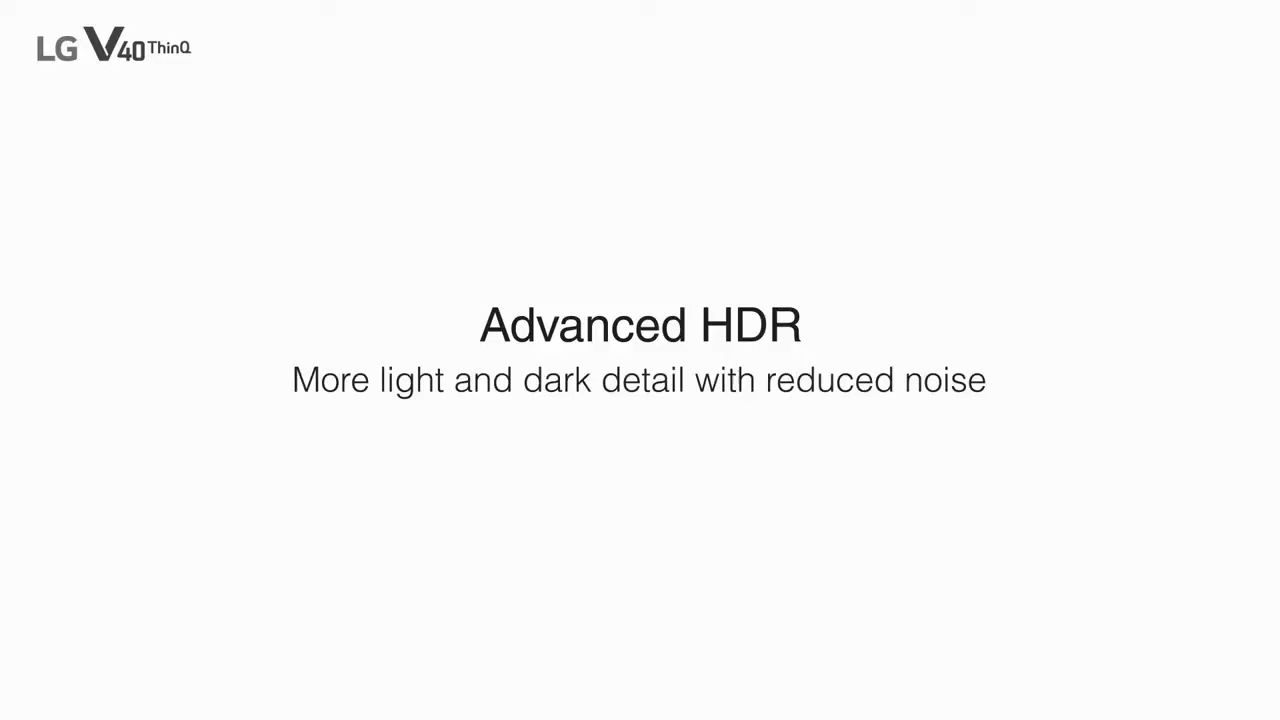 LG V40 ThinQ
Advanced HDR
More light and dark detail with reduced noise